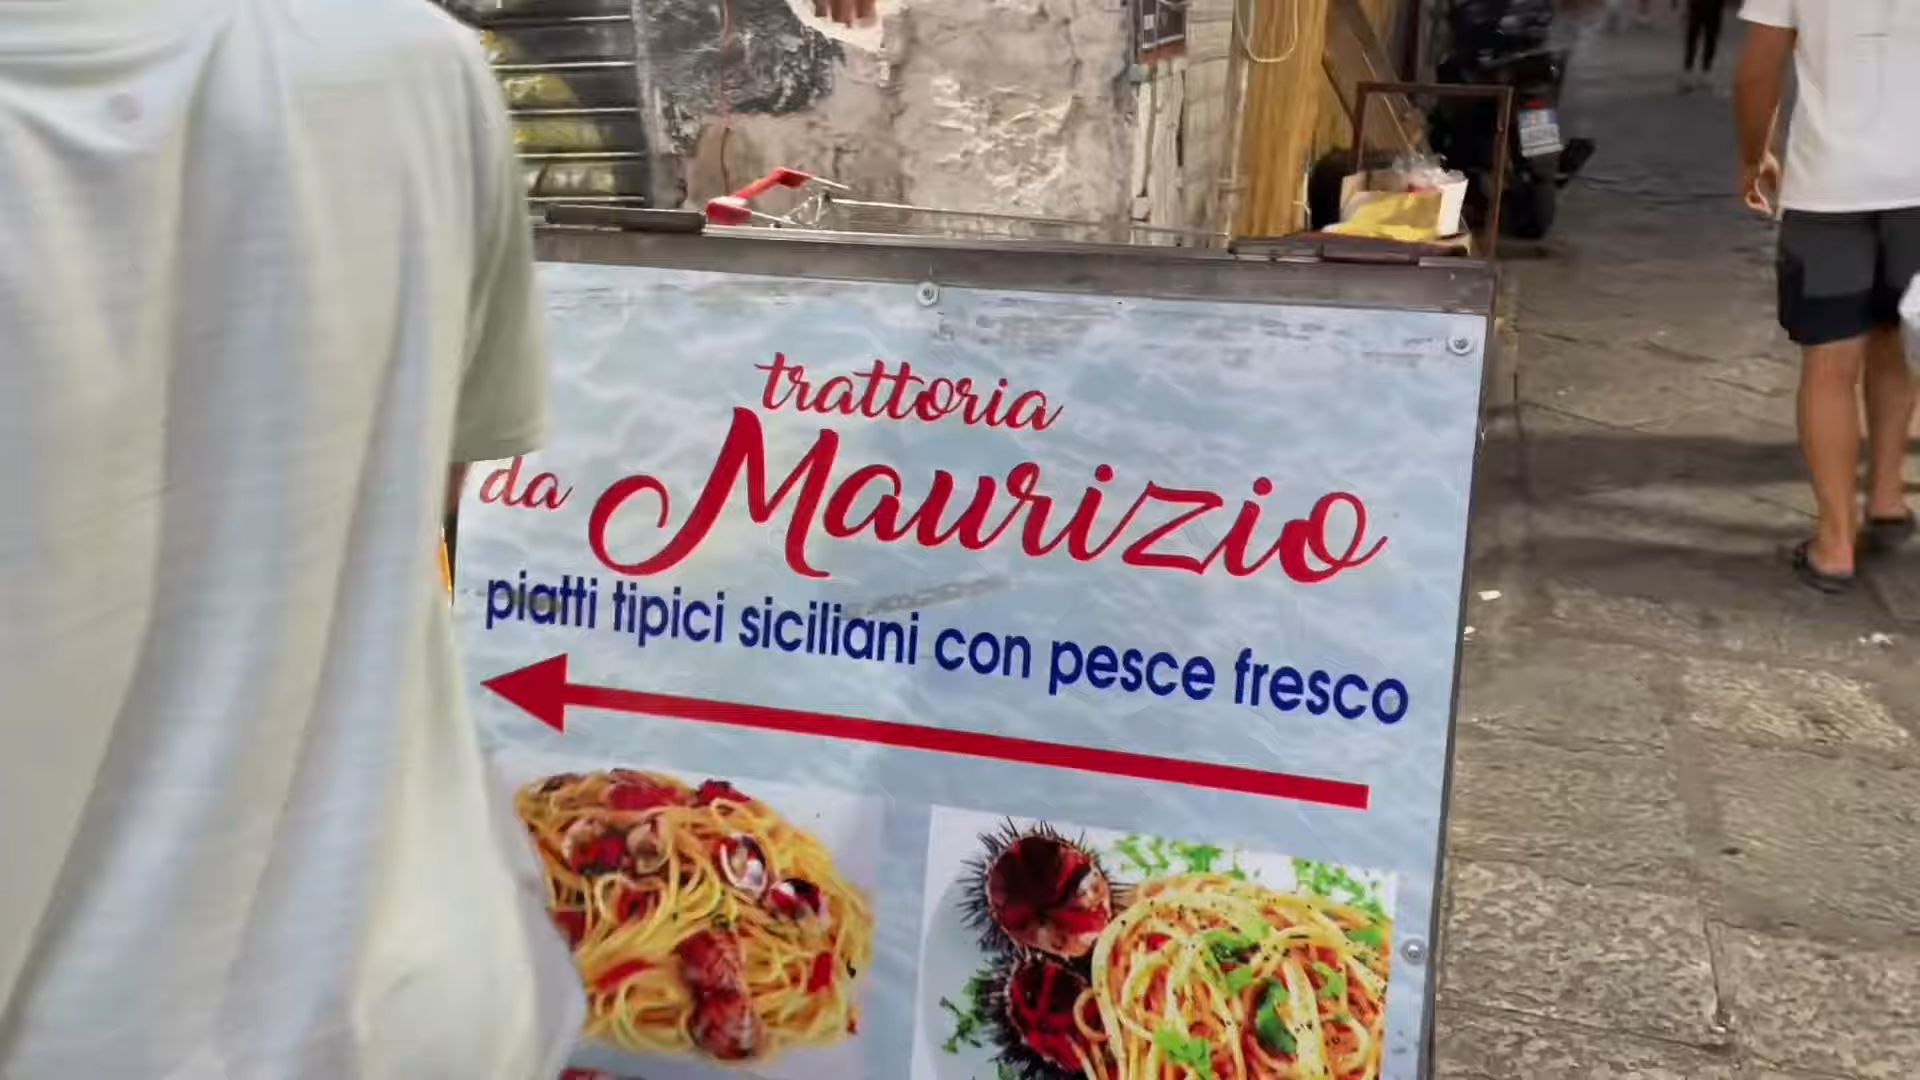 trattoria
da Maurizio
piatti tipici siciliani con pesce fresco